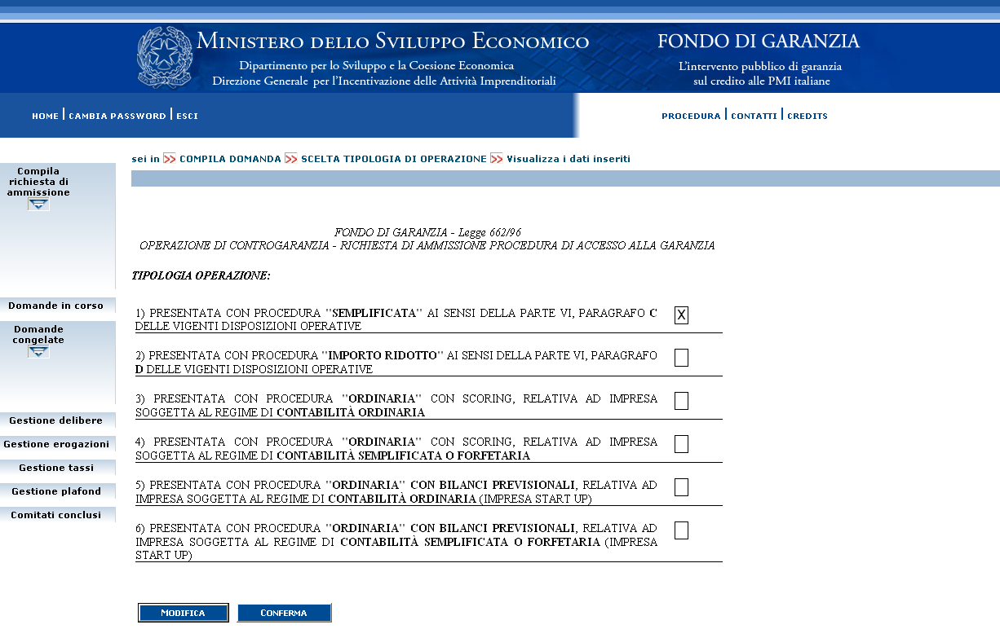 MINISTERO DELLO SVILUPPO ECONOMICO
Dipartimento per lo Sviluppo e la Coesione Economica
Direzione Generale per l'Incentivazione delle Attività Imprenditoriali
FONDO DI GARANZIA
L'intervento pubblico di garanzia
sul credito alle PMI italiane
HOME | CAMBIA PASSWORD | ESCI
PROCEDURA | CONTATTI | CREDITS
sei in >> COMPILA DOMANDA >> SCELTA TIPOLOGIA DI OPERAZIONE >> Visualizza i dati inseriti
Compila
richiesta di
ammissione
Domande in corso
Domande
congelate
Gestione delibere
Gestione erogazioni
Gestione tassi
Gestione plafond
Comitati conclusi
FONDO DI GARANZIA - Legge 662/96
OPERAZIONE DI CONTROGARANZIA - RICHIESTA DI AMMISSIONE PROCEDURA DI ACCESSO ALLA GARANZIA
TIPOLOGIA OPERAZIONE:
1) PRESENTATA CON PROCEDURA "SEMPLIFICATA" AI SENSI DELLA PARTE VI, PARAGRAFO C X
DELLE VIGENTI DISPOSIZIONI OPERATIVE
2) PRESENTATA CON PROCEDURA "IMPORTO RIDOTTO" AI SENSI DELLA PARTE VI, PARAGRAFO
D DELLE VIGENTI DISPOSIZIONI OPERATIVE
3) PRESENTATA CON PROCEDURA "ORDINARIA" CON SCORING, RELATIVA AD IMPRESA
SOGGETTA AL REGIME DI CONTABILITÀ ORDINARIA
4) PRESENTATA CON PROCEDURA "ORDINARIA" CON SCORING, RELATIVA AD IMPRESA
SOGGETTA AL REGIME DI CONTABILITÀ SEMPLIFICATA O FORFETARIA
5) PRESENTATA CON PROCEDURA "ORDINARIA" CON BILANCI PREVISIONALI, RELATIVA AD
IMPRESA SOGGETTA AL REGIME DI CONTABILITÀ ORDINARIA (IMPRESA START UP)
6) PRESENTATA CON PROCEDURA "ORDINARIA" CON BILANCI PREVISIONALI, RELATIVA AD
IMPRESA SOGGETTA AL REGIME DI CONTABILITÀ SEMPLIFICATA O FORFETARIA (IMPRESA
START UP)
MODIFICA CONFERMA